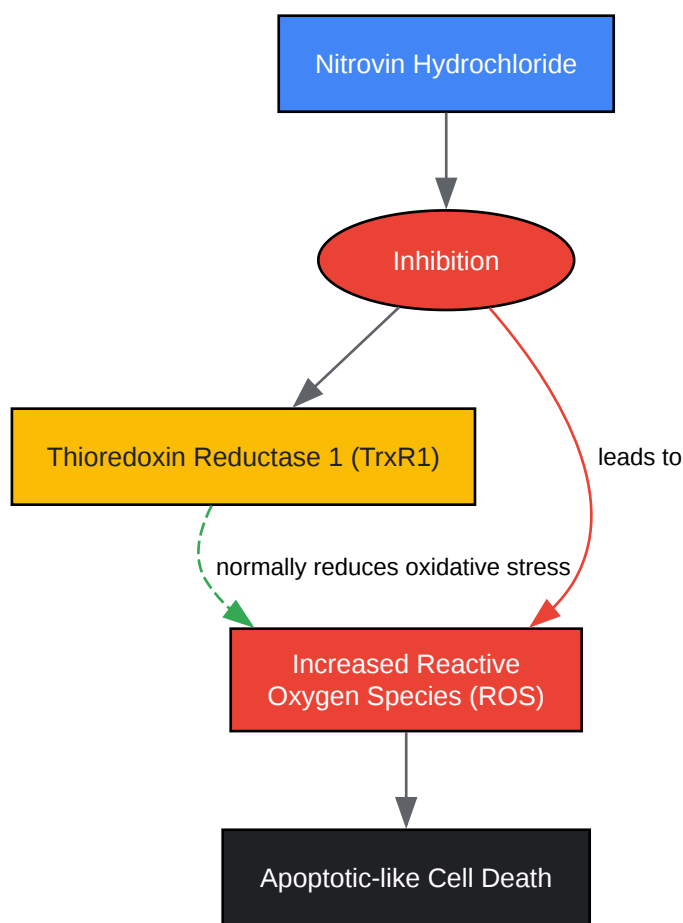 Nitrovin Hydrochloride
Inhibition
Thioredoxin Reductase 1 (TrxR1)
leads to
normally reduces oxidative stress
Increased Reactive
Oxygen Species (ROS)
Apoptotic-like Cell Death